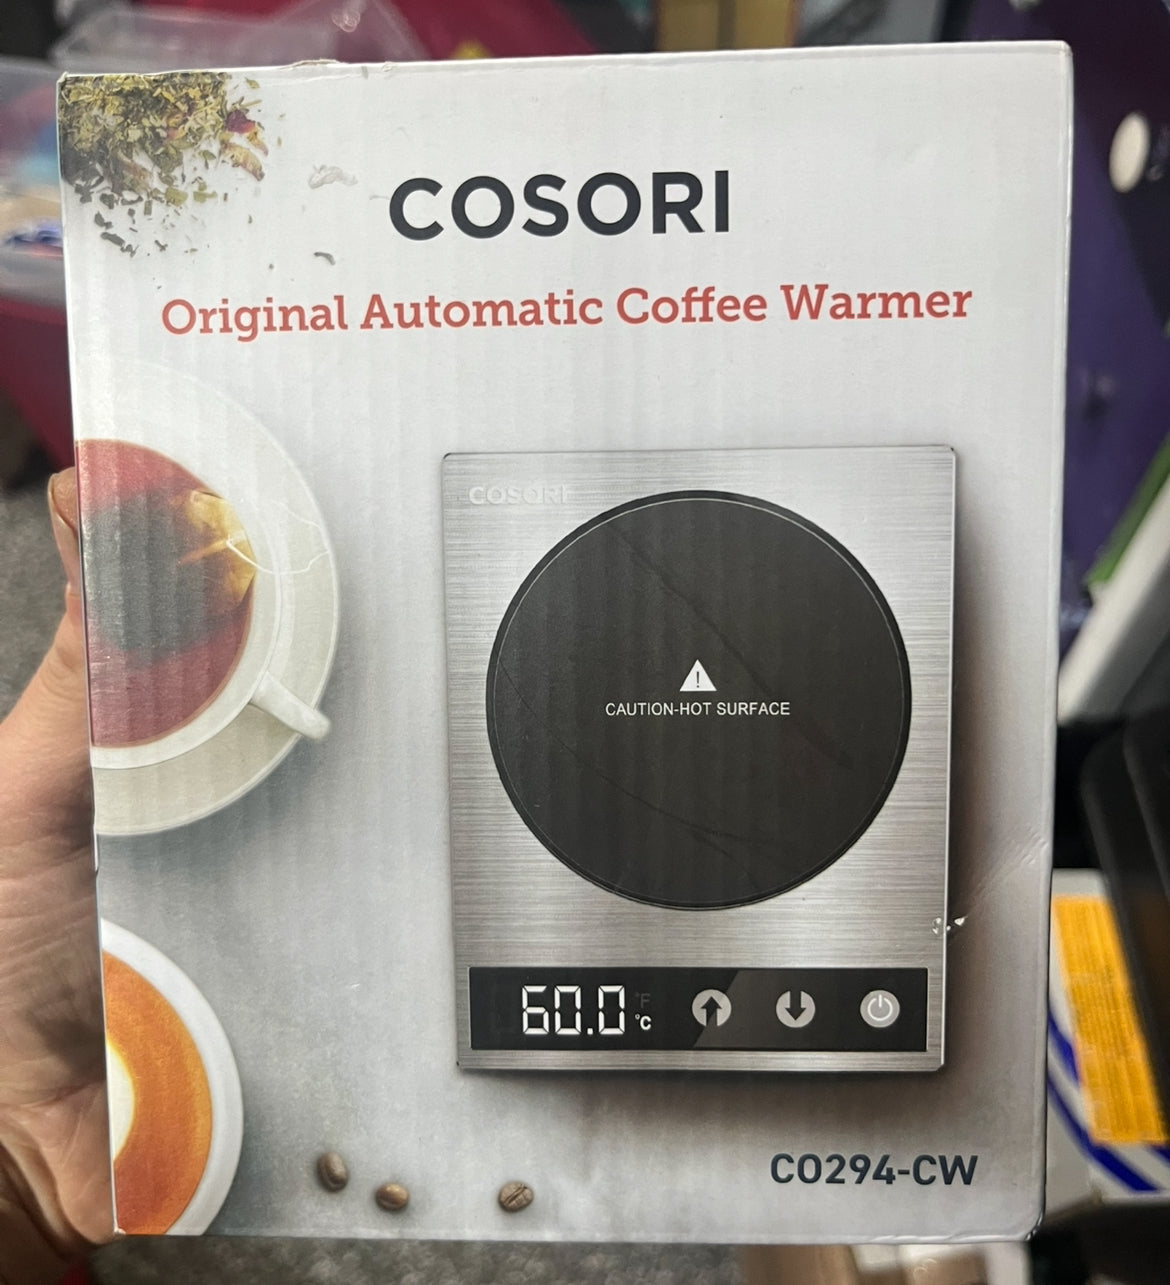 COSORI
Original Automatic Coffee Warmer
COSORI
CAUTION-HOT SURFACE
60.0 °F
°C
CO294-CW